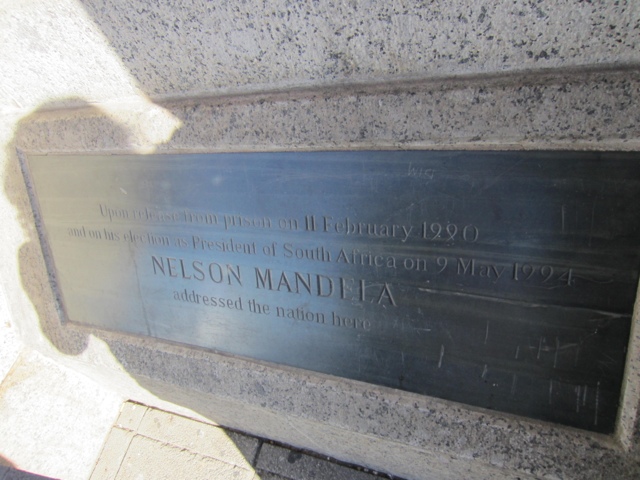 Upon release from prison on 11 February 1990
and on his election as President of South Africa on 9 May 1994
NELSON MANDELA
addressed the nation here